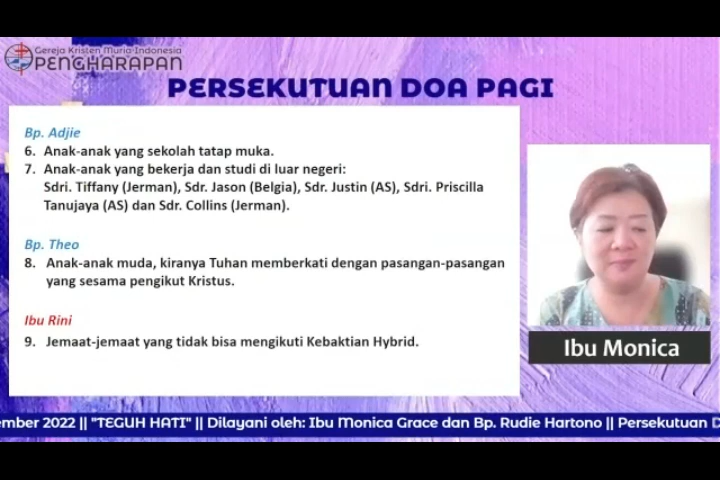 Gereja Kristen Muria Indonesia
PENGHARAPAN
PERSEKUTUAN DOA PAGI
Bp. Adjie
6. Anak-anak yang sekolah tatap muka.
7. Anak-anak yang bekerja dan studi di luar negeri:
Sdri. Tiffany (Jerman), Sdr. Jason (Belgia), Sdr. Justin (AS), Sdri. Priscilla
Tanujaya (AS) dan Sdr. Collins (Jerman).
Bp. Theo
8. Anak-anak muda, kiranya Tuhan memberkati dengan pasangan-pasangan
yang sesama pengikut Kristus.
Ibu Rini
9. Jemaat-jemaat yang tidak bisa mengikuti Kebaktian Hybrid.
Ibu Monica
ember 2022 || "TEGUH HATI" || Dilayani oleh: Ibu Monica Grace dan Bp. Rudie Hartono || Persekutuan D